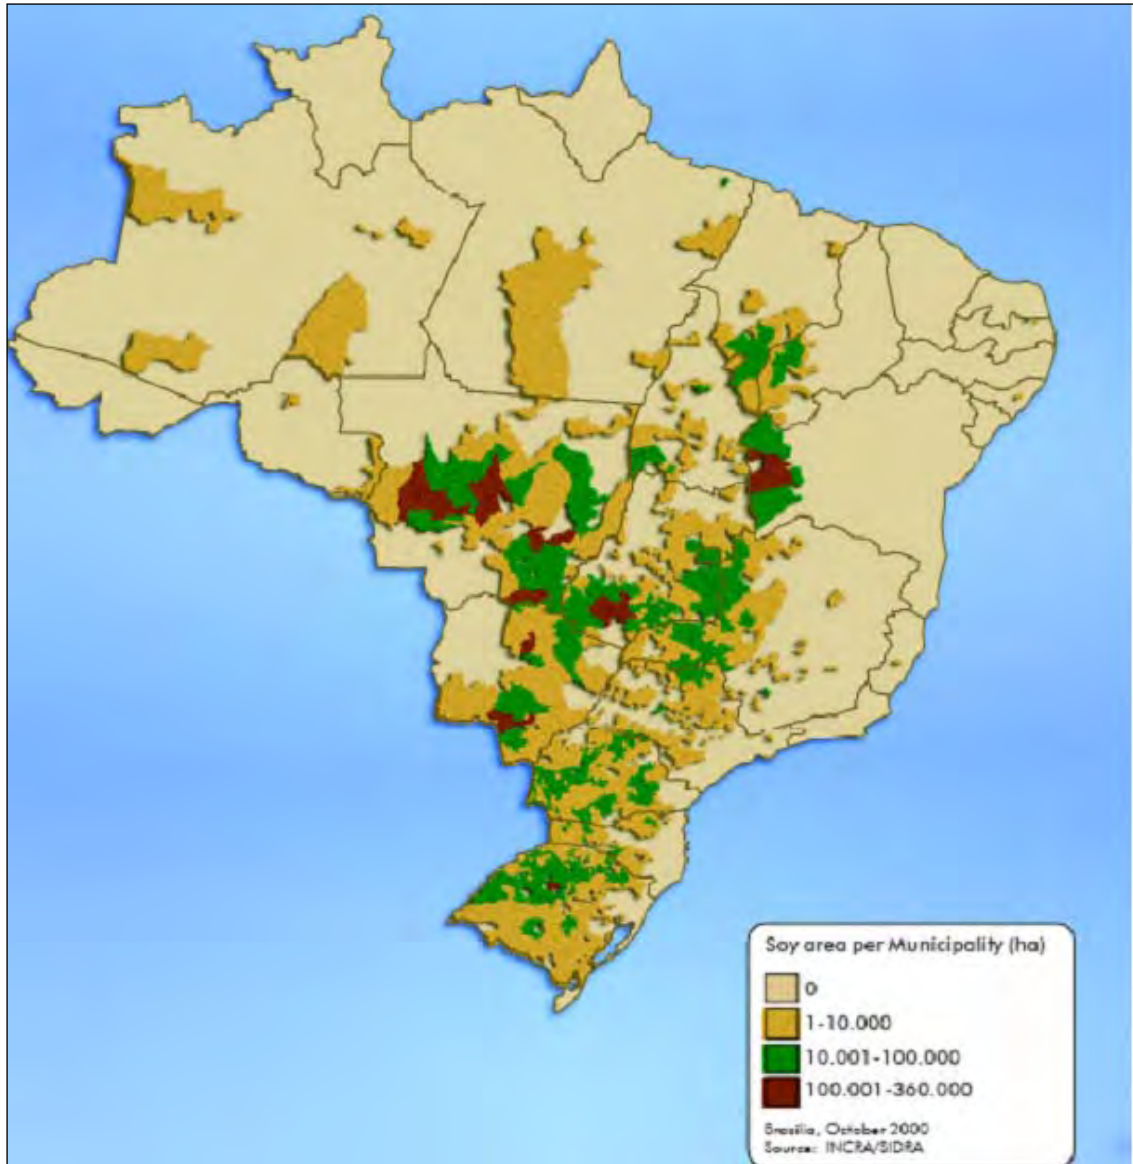 Soy area per Municipality (ha)
0
1-10.000
10.001-100.000
100.001-360.000
Brasilia, October 2000
Source: INCRA/SIDRA